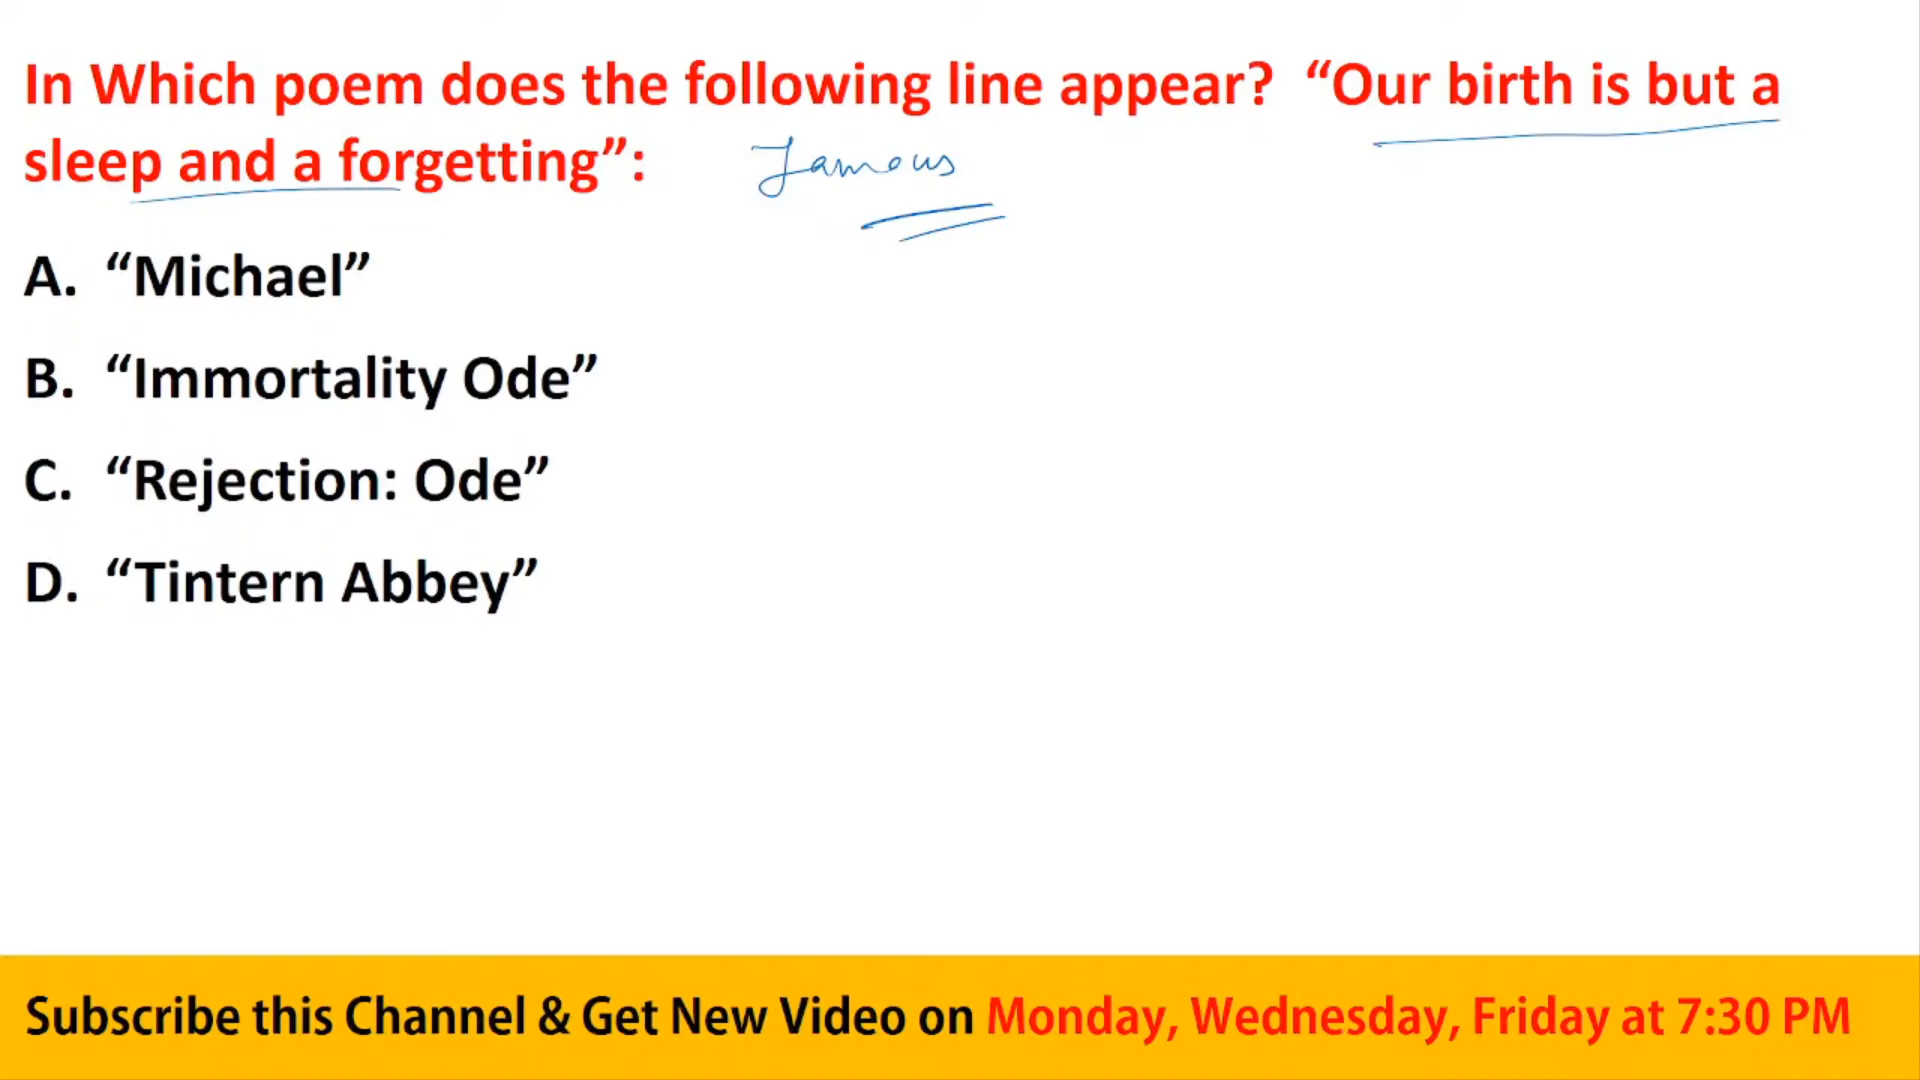 In Which poem does the following line appear? “Our birth is but a
sleep and a forgetting”: Famous
A. “Michael”
B. “Immortality Ode”
C. “Rejection: Ode”
D. “Tintern Abbey”
Subscribe this Channel & Get New Video on Monday, Wednesday, Friday at 7:30 PM